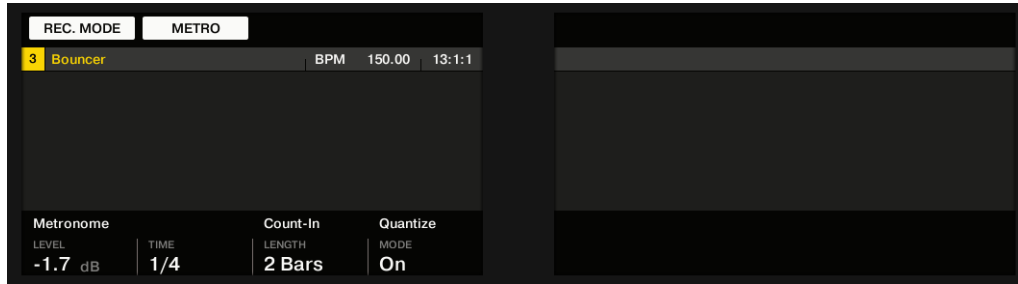 REC. MODE METRO
3 Bouncer BPM 150.00 13:1:1
Metronome Count-In Quantize
LEVEL TIME LENGTH MODE
-1.7 dB 1/4 2 Bars On